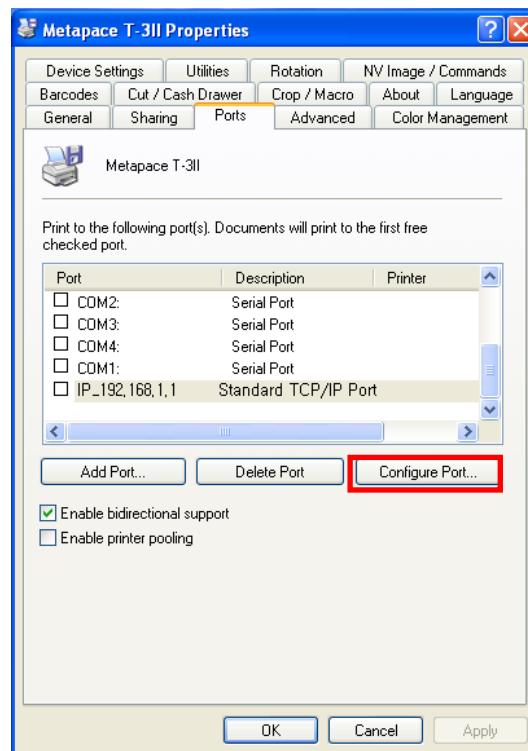 Metapace T-3II Properties
Device Settings Utilities Rotation NV Image / Commands
Barcodes Cut / Cash Drawer Crop / Macro About Language
General Sharing Ports Advanced Color Management
Metapace T-3II
Print to the following port(s). Documents will print to the first free
checked port.
Port Description Printer
COM2: Serial Port
COM3: Serial Port
COM4: Serial Port
COM1: Serial Port
IP_192,168,1,1 Standard TCP/IP Port
Add Port... Delete Port Configure Port...
Enable bidirectional support
Enable printer pooling
OK Cancel Apply